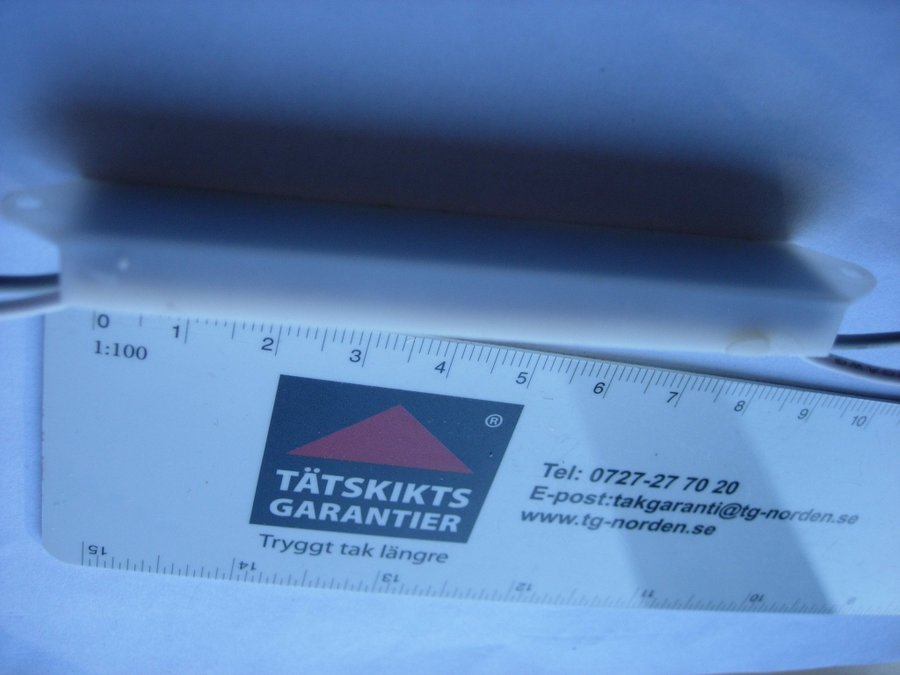 0 1 2 3 4 5 6 7 8 9 10
1:100
®
TÄTSKIKTS
GARANTIER
Tryggt tak längre
Tel: 0727-27 70 20
E-post:takgaranti@tg-norden.se
www.tg-norden.se
15 14 13 12 11 10 9